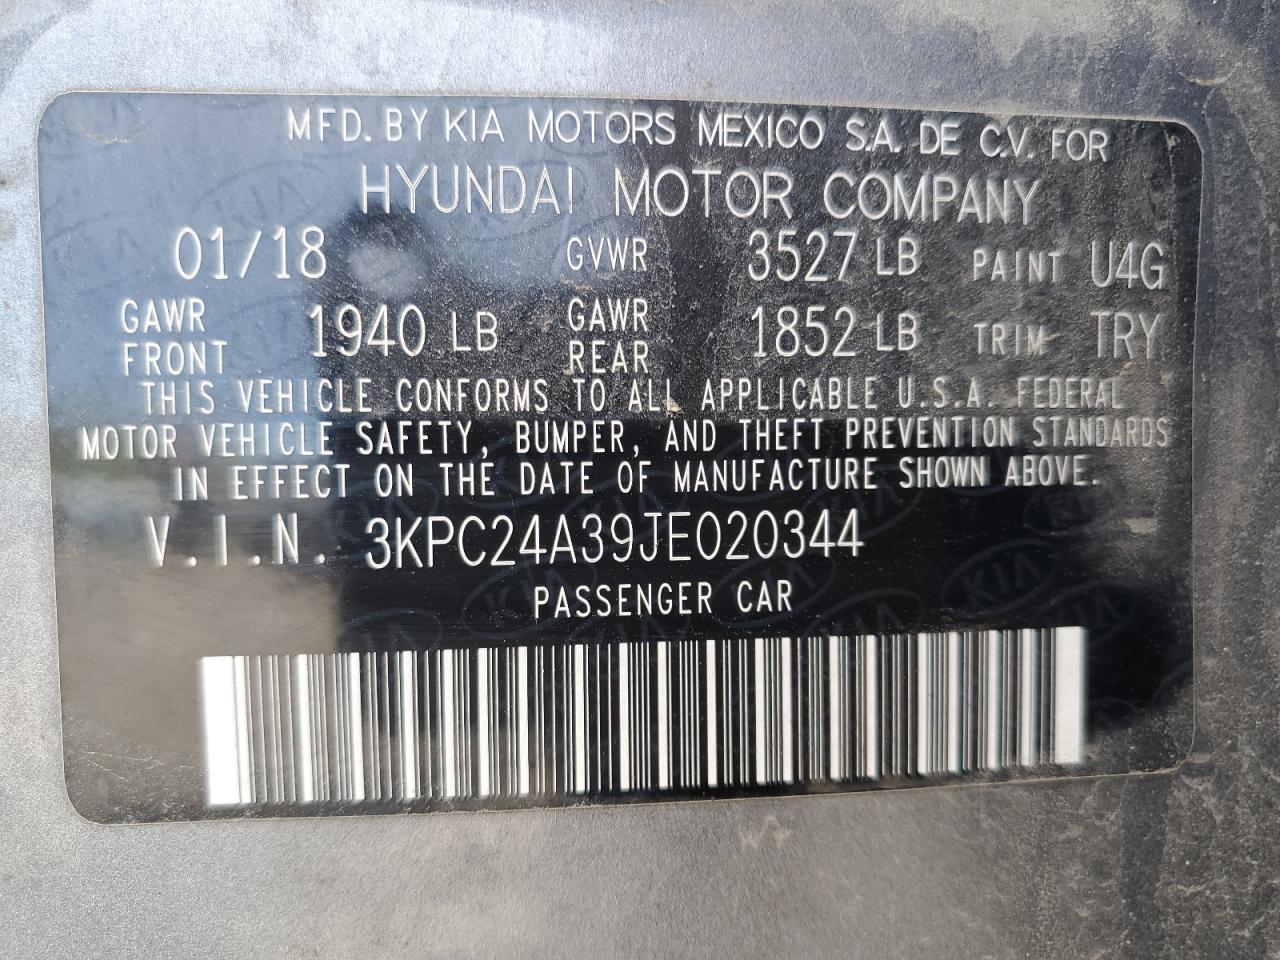 MFD. BY KIA MOTORS MEXICO S.A. DE C.V. FOR
HYUNDAI MOTOR COMPANY
01/18 GVWR 3527 LB PAINT U4G
GAWR FRONT 1940 LB GAWR REAR 1852 LB TRIM TRY
THIS VEHICLE CONFORMS TO ALL APPLICABLE U.S.A. FEDERAL
MOTOR VEHICLE SAFETY, BUMPER, AND THEFT PREVENTION STANDARDS
IN EFFECT ON THE DATE OF MANUFACTURE SHOWN ABOVE.
V.I.N. 3KPC24A39JE020344
PASSENGER CAR